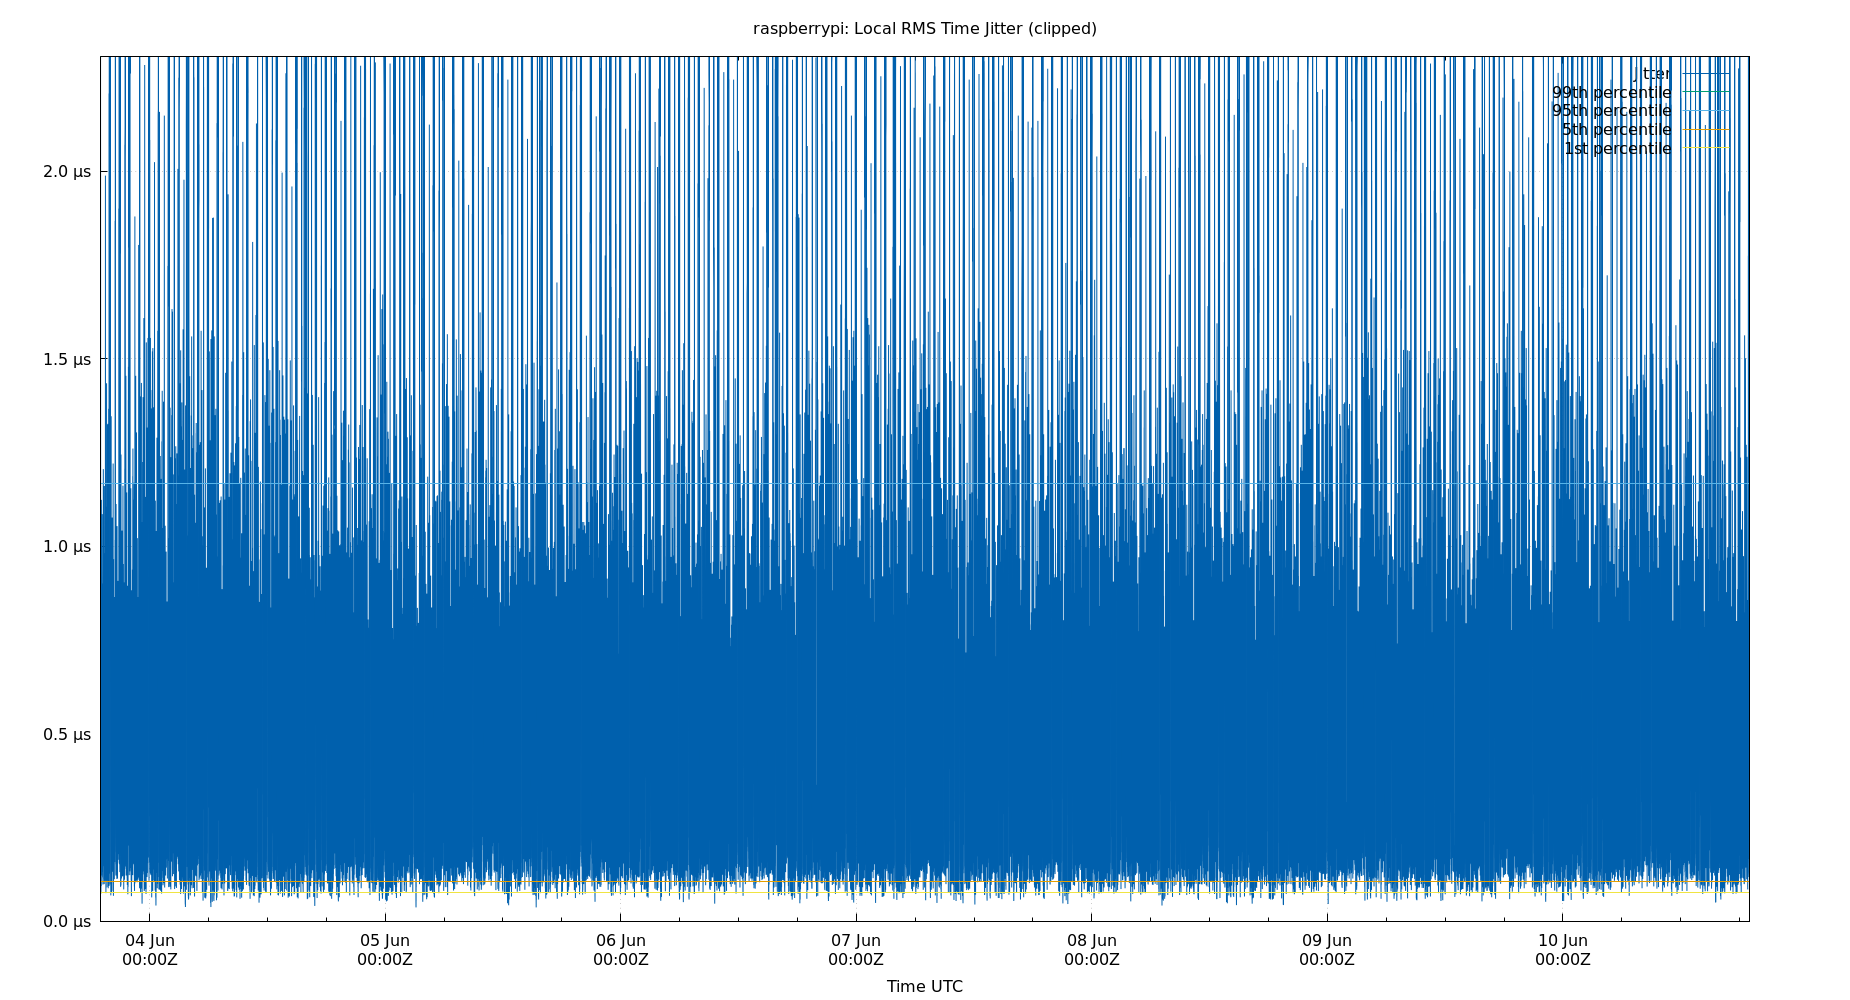 raspberrypi: Local RMS Time Jitter (clipped)
jitter
99th percentile
95th percentile
5th percentile
1st percentile
2.0 µs
1.5 µs
1.0 µs
0.5 µs
0.0 µs
04 Jun 05 Jun 06 Jun 07 Jun 08 Jun 09 Jun 10 Jun
00:00Z 00:00Z 00:00Z 00:00Z 00:00Z 00:00Z 00:00Z
Time UTC